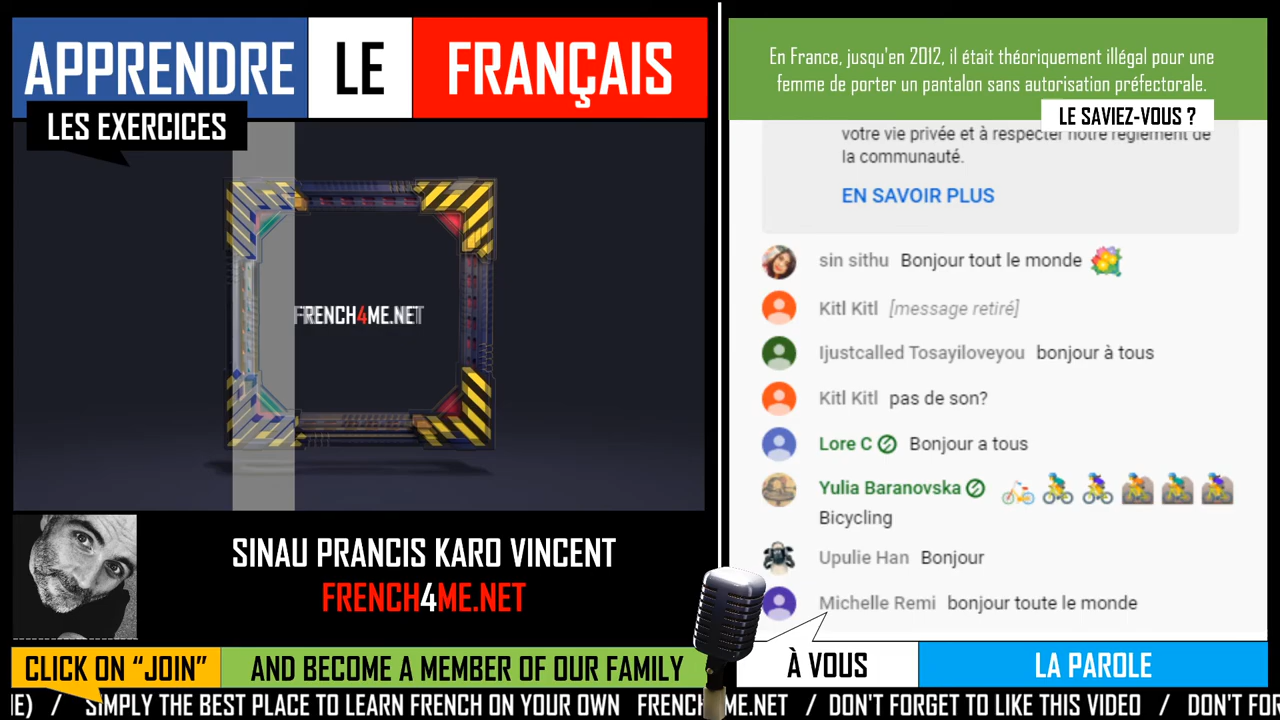 APPRENDRE LE FRANÇAIS
LES EXERCICES
FRENCH4ME.NET
SINAU PRANCIS KARO VINCENT
FRENCH4ME.NET
CLICK ON “JOIN” AND BECOME A MEMBER OF OUR FAMILY
En France, jusqu'en 2012, il était théoriquement illégal pour une
femme de porter un pantalon sans autorisation préfectorale.
LE SAVIEZ-VOUS ?
votre vie privée et à respecter notre règlement de
la communauté.
EN SAVOIR PLUS
sin sithu Bonjour tout le monde
Kitl Kitl [message retiré]
Ijustcalled Tosayiloveyou bonjour à tous
Kitl Kitl pas de son?
Lore C Bonjour a tous
Yulia Baranovska
Bicycling
Upulie Han Bonjour
Michelle Remi bonjour toute le monde
À VOUS LA PAROLE
E) / SIMPLY THE BEST PLACE TO LEARN FRENCH ON YOUR OWN FRENCH4ME.NET / DON'T FORGET TO LIKE THIS VIDEO / DON'T FOR